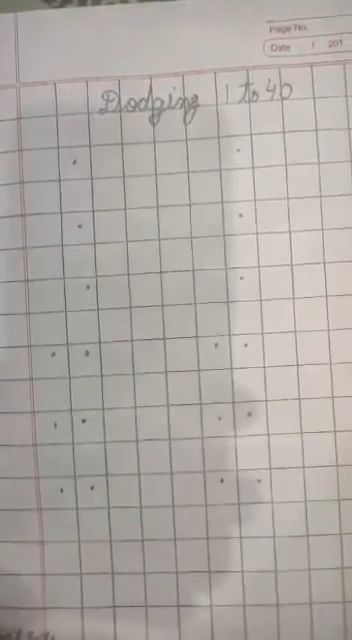 Page No.
Date / 201
Dodging 1 to 40